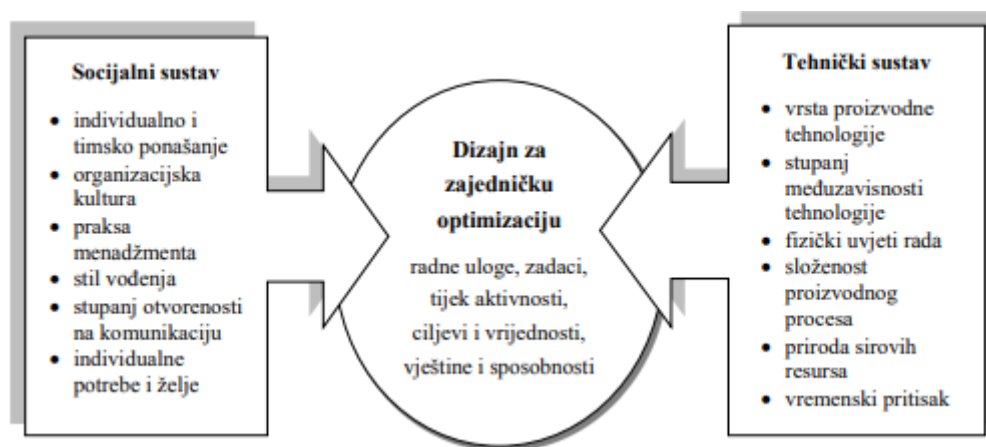 Socijalni sustav
• individualno i
timsko ponašanje
• organizacijska
kultura
• praksa
menadžmenta
• stil vođenja
• stupanj otvorenosti
na komunikaciju
• individualne
potrebe i želje
Dizajn za
zajedničku
optimizaciju
radne uloge, zadaci,
tijek aktivnosti,
ciljevi i vrijednosti,
vještine i sposobnosti
Tehnički sustav
• vrsta proizvodne
tehnologije
• stupanj
međuzavisnosti
tehnologije
• fizički uvjeti rada
• složenost
proizvodnog
procesa
• priroda sirovih
resursa
• vremenski pritisak